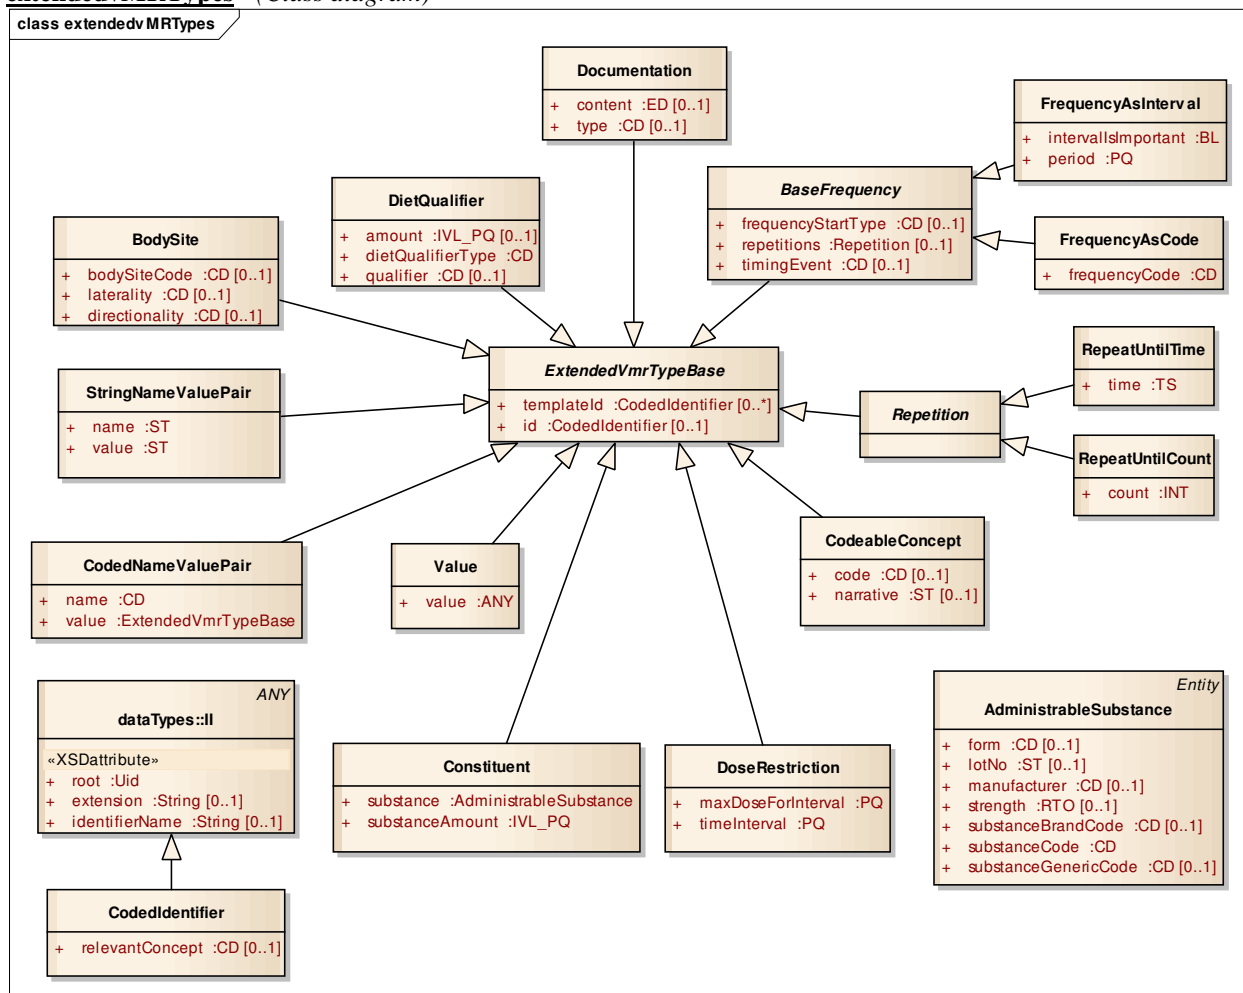 extendedvMRTypes (Class diagram)
class extendedvMRTypes
Documentation
+ content :ED [0..1]
+ type :CD [0..1]
FrequencyAsInterval
+ intervalIsImportant :BL
+ period :PQ
BaseFrequency
+ frequencyStartType :CD [0..1]
+ repetitions :Repetition [0..1]
+ timingEvent :CD [0..1]
DietQualifier
+ amount :IVL_PQ [0..1]
+ dietQualifierType :CD
+ qualifier :CD [0..1]
BodySite
+ bodySiteCode :CD [0..1]
+ laterality :CD [0..1]
+ directionality :CD [0..1]
FrequencyAsCode
+ frequencyCode :CD
ExtendedVmrTypeBase
+ templateId :CodedIdentifier [0..*]
+ id :CodedIdentifier [0..1]
RepeatUntilTime
+ time :TS
StringNameValuePair
+ name :ST
+ value :ST
Repetition
RepeatUntilCount
+ count :INT
CodeableConcept
+ code :CD [0..1]
+ narrative :ST [0..1]
CodedNameValuePair
+ name :CD
+ value :ExtendedVmrTypeBase
Value
+ value :ANY
ANY
dataTypes::II
«XSDattribute»
+ root :Uid
+ extension :String [0..1]
+ identifierName :String [0..1]
Entity
AdministrableSubstance
+ form :CD [0..1]
+ lotNo :ST [0..1]
+ manufacturer :CD [0..1]
+ strength :RTO [0..1]
+ substanceBrandCode :CD [0..1]
+ substanceCode :CD
+ substanceGenericCode :CD [0..1]
Constituent
+ substance :AdministrableSubstance
+ substanceAmount :IVL_PQ
DoseRestriction
+ maxDoseForInterval :PQ
+ timeInterval :PQ
CodedIdentifier
+ relevantConcept :CD [0..1]